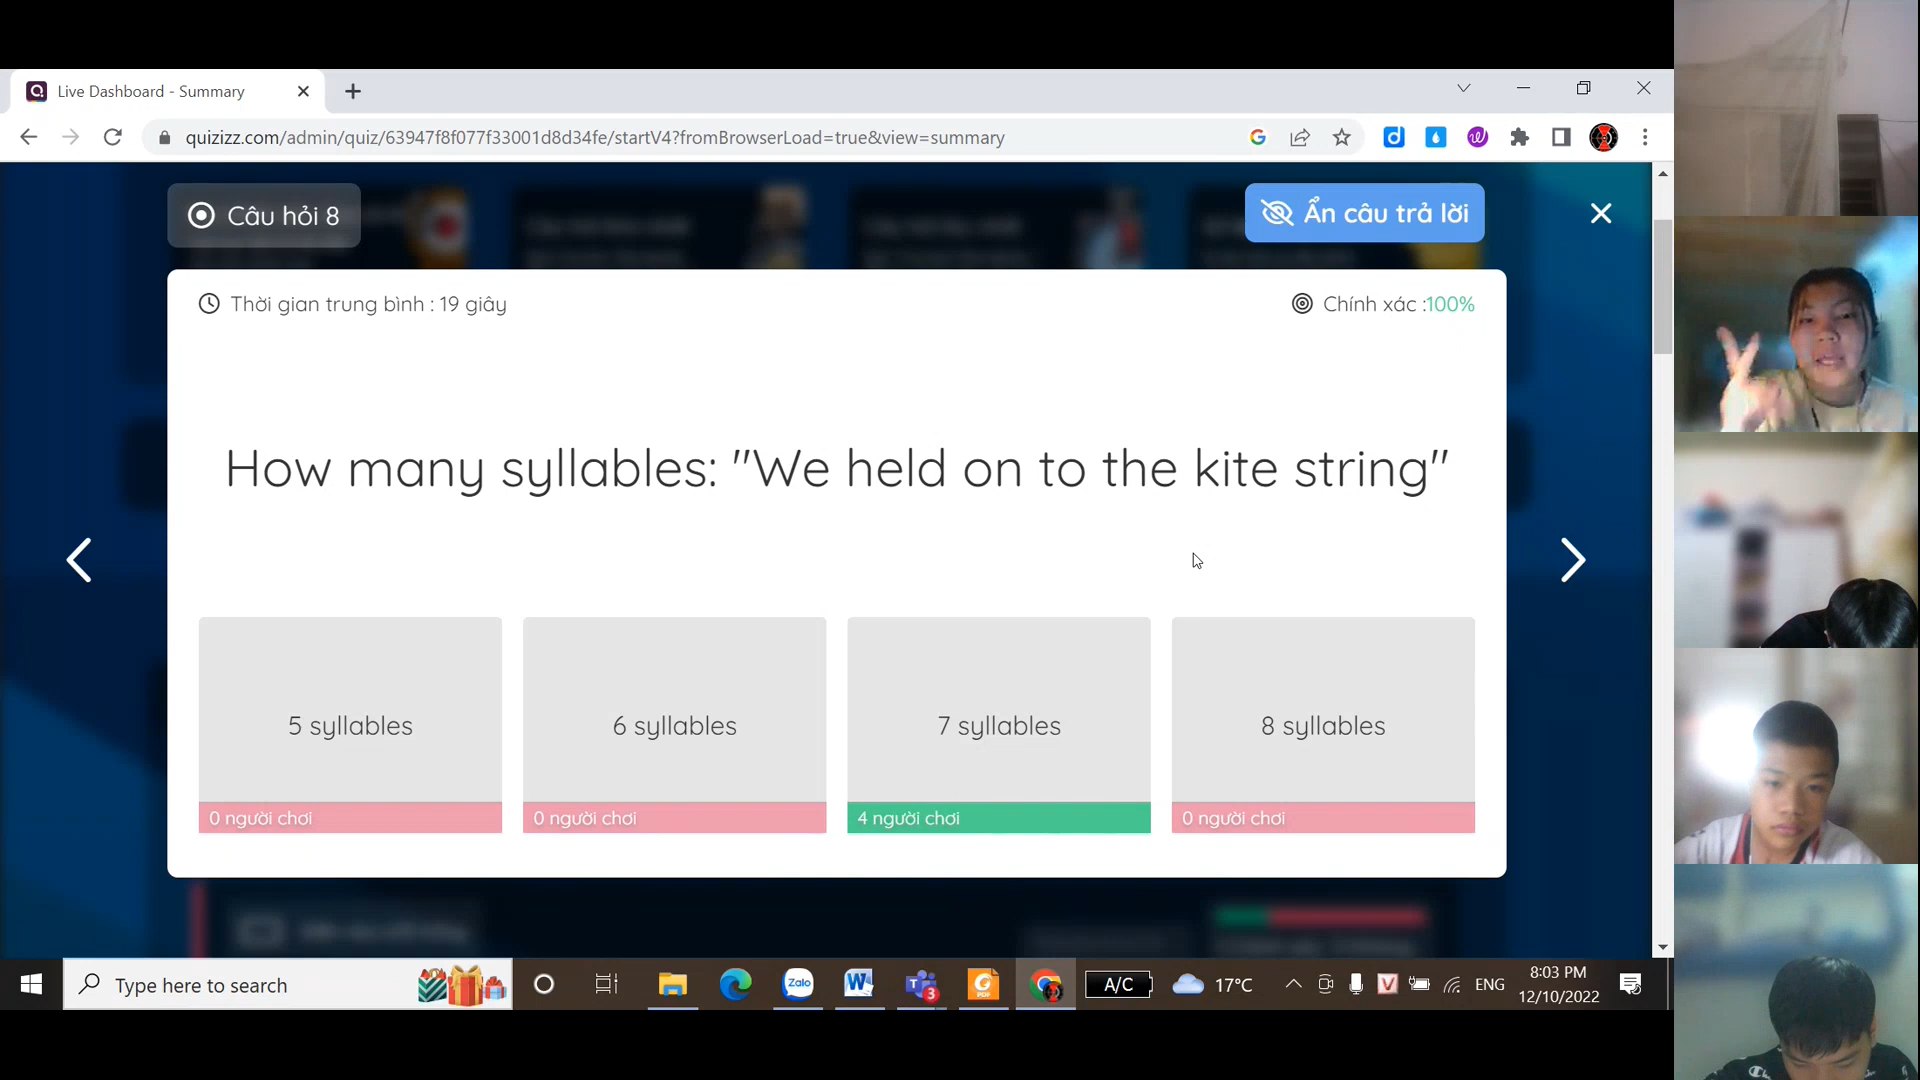 Live Dashboard - Summary
quizizz.com/admin/quiz/63947f8f077f33001d8d34fe/startV4?fromBrowserLoad=true&view=summary
Câu hỏi 8
Ẩn câu trả lời
Thời gian trung bình : 19 giây
Chính xác :100%
How many syllables: "We held on to the kite string"
5 syllables
6 syllables
7 syllables
8 syllables
0 người chơi
0 người chơi
4 người chơi
0 người chơi
Type here to search
Zalo
3
PDF
A/C
17°C
V
ENG
8:03 PM
12/10/2022